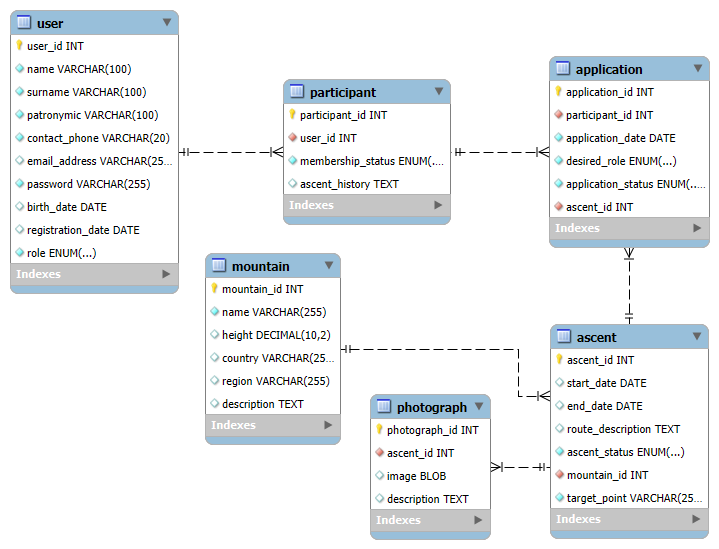 user
user_id INT
name VARCHAR(100)
surname VARCHAR(100)
patronymic VARCHAR(100)
contact_phone VARCHAR(20)
email_address VARCHAR(25...
password VARCHAR(255)
birth_date DATE
registration_date DATE
role ENUM(...)
Indexes
participant
participant_id INT
user_id INT
membership_status ENUM(...
ascent_history TEXT
Indexes
application
application_id INT
participant_id INT
application_date DATE
desired_role ENUM(...)
application_status ENUM(...
ascent_id INT
Indexes
mountain
mountain_id INT
name VARCHAR(255)
height DECIMAL(10,2)
country VARCHAR(25...
region VARCHAR(255)
description TEXT
Indexes
photograph
photograph_id INT
ascent_id INT
image BLOB
description TEXT
Indexes
ascent
ascent_id INT
start_date DATE
end_date DATE
route_description TEXT
ascent_status ENUM(...)
mountain_id INT
target_point VARCHAR(25...
Indexes